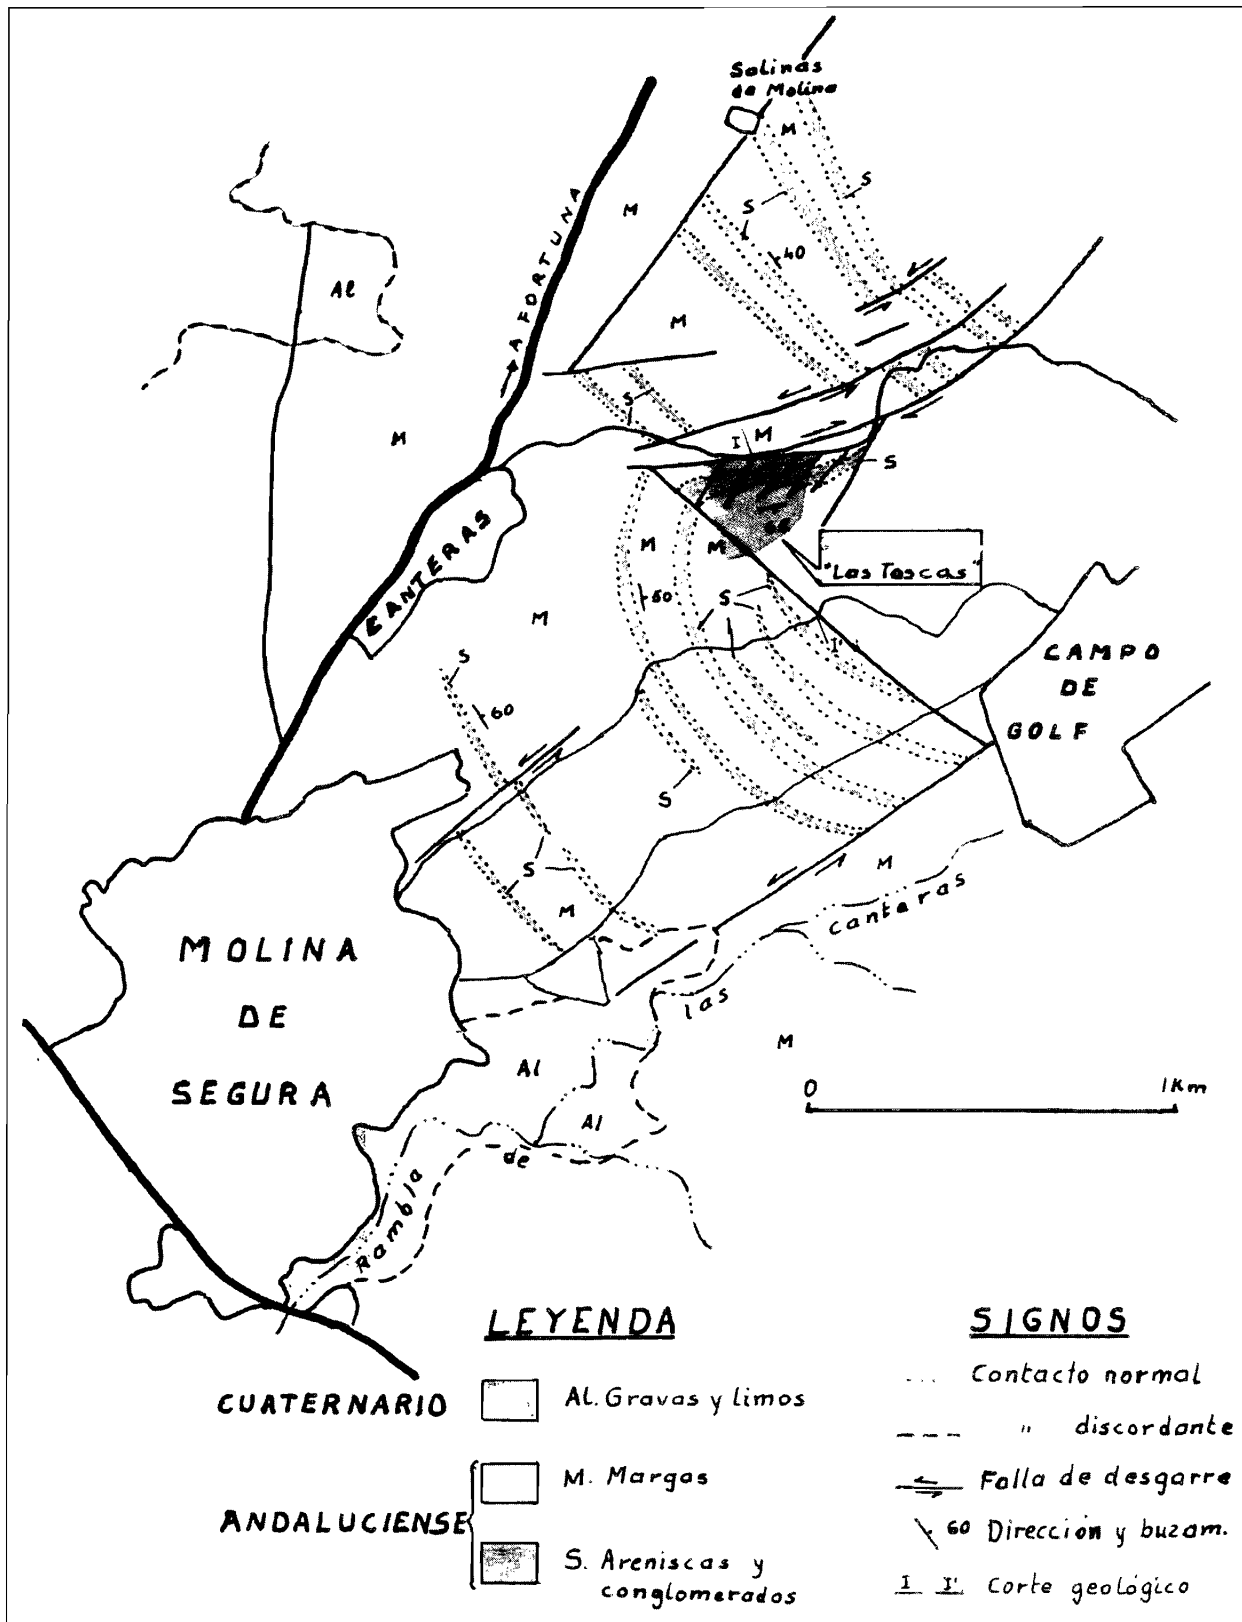 Salinas
de Molina
M
S
S
M
40
A FORTUNA
Al
M
S
M
I
M
S
CANTERAS
M
M
"Las Toscas"
60
S
M
I'
CAMPO
DE
GOLF
S
60
S
S
M
M
canteras
MOLINA
DE
SEGURA
las
M
Al
0
1Km
Al
de
Rambla
LEYENDA
SIGNOS
CUATERNARIO
Al. Gravas y limos
ANDALUCIENSE
M. Margas
S. Areniscas y
conglomerados
Contacto normal
" discordante
Falla de desgarre
60 Dirección y buzam.
I I' Corte geológico